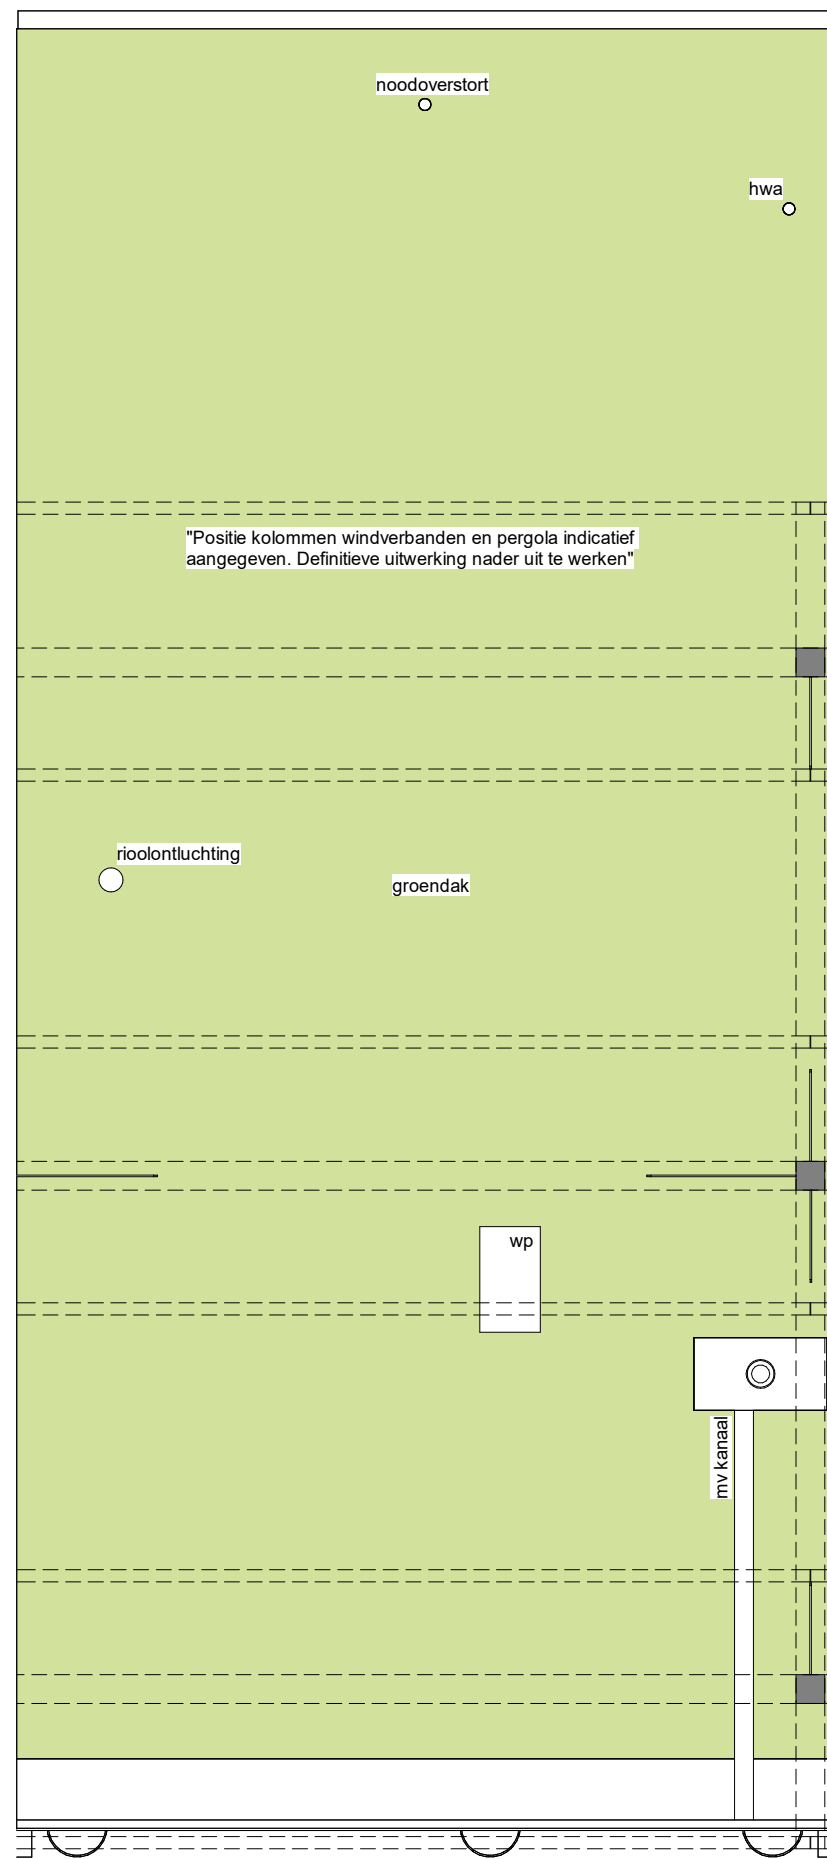 noodoverstort
hwa
"Positie kolommen windverbanden en pergola indicatief
aangegeven. Definitieve uitwerking nader uit te werken"
rioolontluchting
groendak
wp
mv kanaal